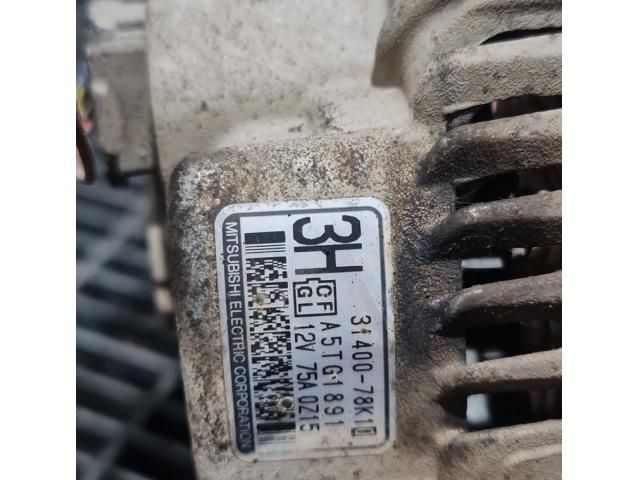 3H 31400-78K10
CF A5TG1891
GL 12V 75A 0Z15
MITSUBISHI ELECTRIC CORPORATION